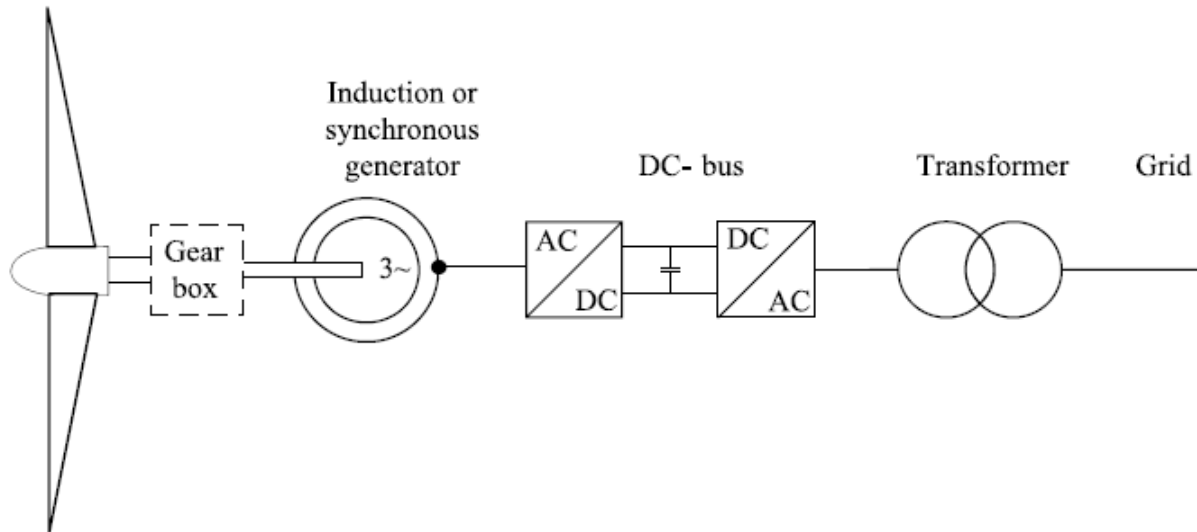 Induction or
synchronous
generator
DC- bus
Transformer
Grid
Gear
box
3~
AC
DC
DC
AC